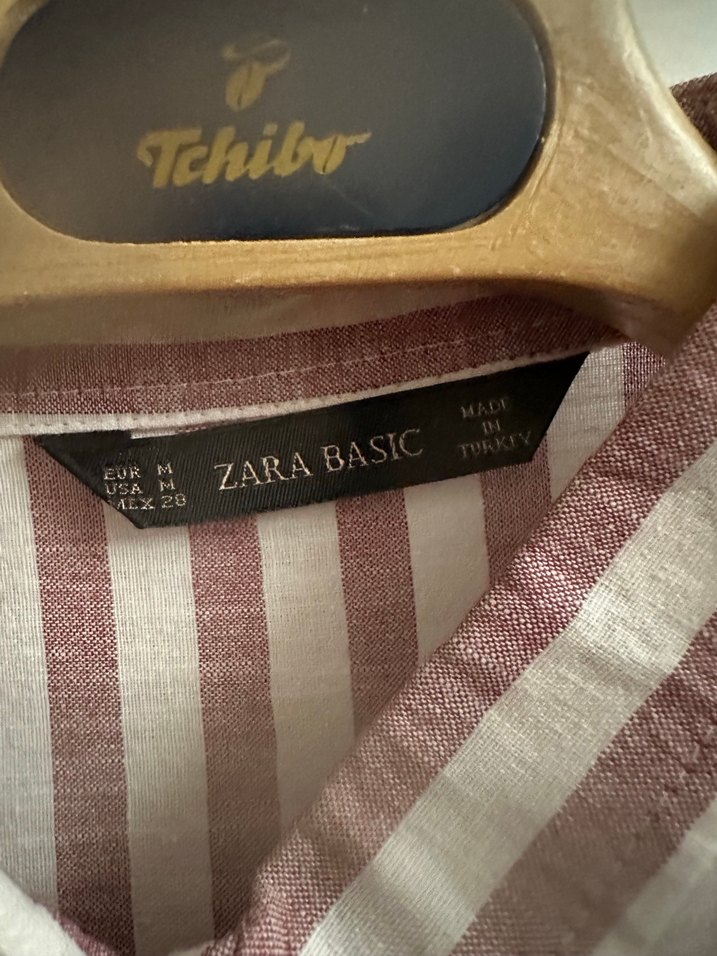 Tchibo
EUR M
USA M
MEX 28
ZARA BASIC
MADE
IN
TURKEY